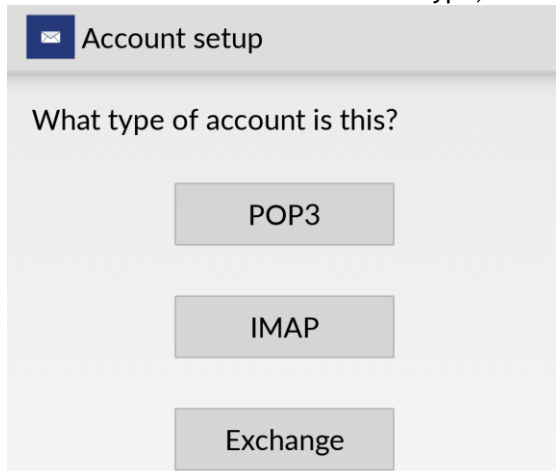 Account setup
What type of account is this?
POP3
IMAP
Exchange